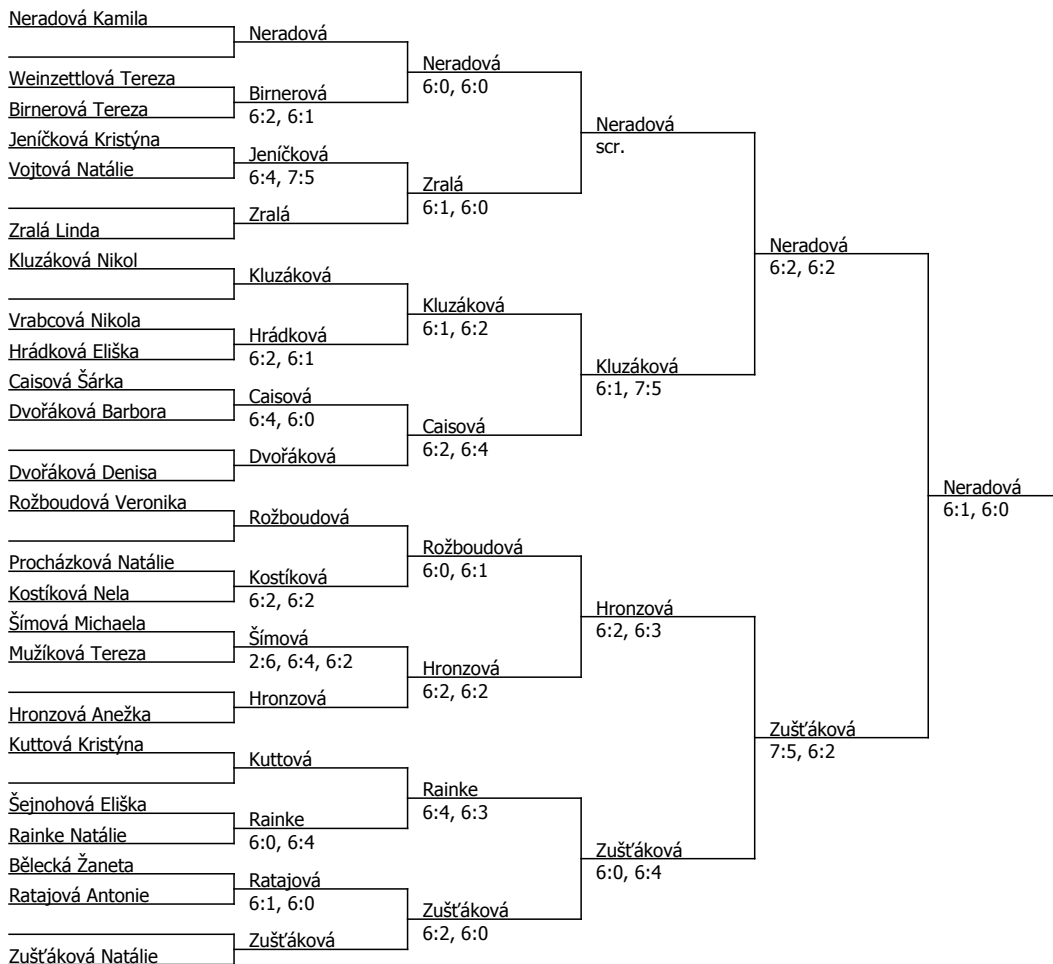 Neradová Kamila
Weinzettlová Tereza
Birnerová Tereza
Jeníčková Kristýna
Vojtová Natálie
Zralá Linda
Kluzáková Nikol
Vrabcová Nikola
Hrádková Eliška
Caisová Šárka
Dvořáková Barbora
Dvořáková Denisa
Rožboudová Veronika
Procházková Natálie
Kostíková Nela
Šímová Michaela
Mužíková Tereza
Hronzová Anežka
Kuttová Kristýna
Šejnohová Eliška
Rainke Natálie
Bělecká Žaneta
Ratajová Antonie
Zušťáková Natálie
Neradová
Birnerová
6:2, 6:1
Jeníčková
6:4, 7:5
Zralá
Kluzáková
Hrádková
6:2, 6:1
Caisová
6:4, 6:0
Dvořáková
Rožboudová
Kostíková
6:2, 6:2
Šímová
2:6, 6:4, 6:2
Hronzová
Kuttová
Rainke
6:0, 6:4
Ratajová
6:1, 6:0
Zušťáková
Neradová
6:0, 6:0
Zralá
6:1, 6:0
Kluzáková
6:1, 6:2
Caisová
6:2, 6:4
Rožboudová
6:0, 6:1
Hronzová
6:2, 6:2
Rainke
6:4, 6:3
Zušťáková
6:2, 6:0
Neradová
scr.
Kluzáková
6:1, 7:5
Hronzová
6:2, 6:3
Zušťáková
6:0, 6:4
Neradová
6:2, 6:2
Zušťáková
7:5, 6:2
Neradová
6:1, 6:0